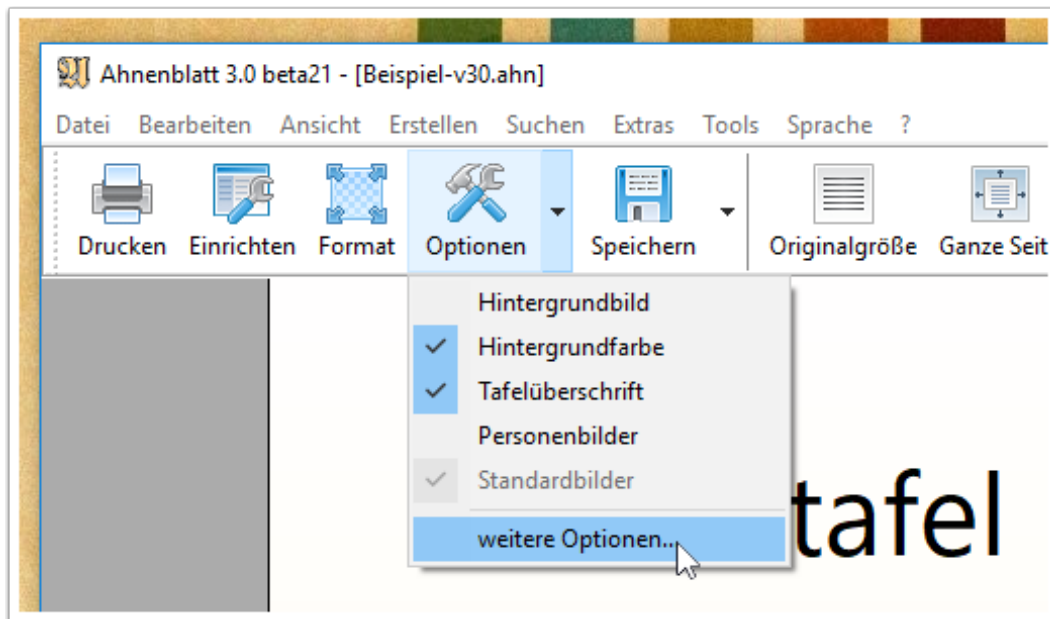 Ahnenblatt 3.0 beta21 - [Beispiel-v30.ahn]
Datei Bearbeiten Ansicht Erstellen Suchen Extras Tools Sprache ?
Drucken Einrichten Format Optionen Speichern Originalgröße Ganze Seit
Hintergrundbild
Hintergrundfarbe
Tafelüberschrift
Personenbilder
Standardbilder
weitere Optionen...
tafel